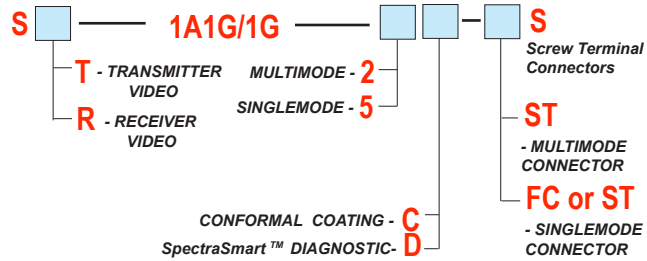 S 1A1G/1G - S
Screw Terminal
Connectors
T - TRANSMITTER
VIDEO
R - RECEIVER
VIDEO
MULTIMODE - 2
SINGLEMODE - 5
ST
- MULTIMODE
CONNECTOR
FC or ST
- SINGLEMODE
CONNECTOR
CONFORMAL COATING - C
SpectraSmart ™ DIAGNOSTIC- D